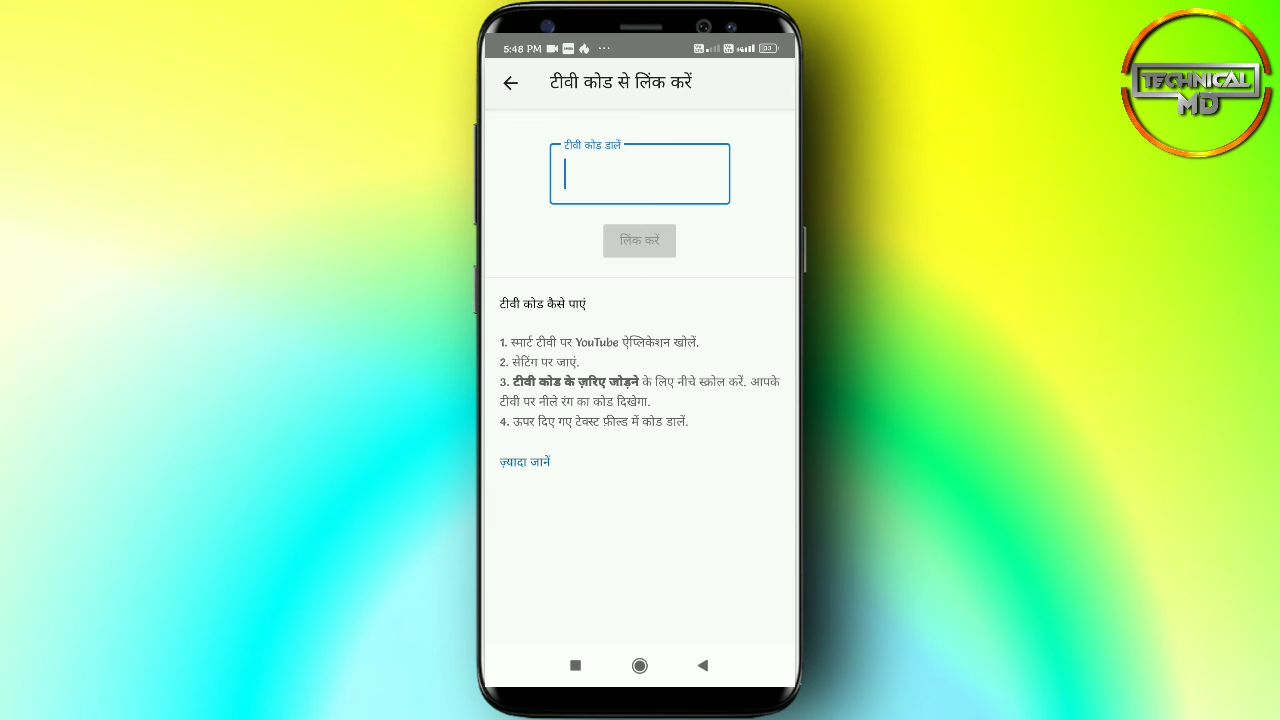 5:48 PM
टीवी कोड से लिंक करें
टीवी कोड डालें
लिंक करें
टीवी कोड कैसे पाएं
1. स्मार्ट टीवी पर YouTube ऐप्लिकेशन खोलें.
2. सेटिंग पर जाएं.
3. टीवी कोड के ज़रिए जोड़ने के लिए नीचे स्क्रोल करें. आपके
टीवी पर नीले रंग का कोड दिखेगा.
4. ऊपर दिए गए टेक्स्ट फ़ील्ड में कोड डालें.
ज़्यादा जानें
TECHNICAL
MD